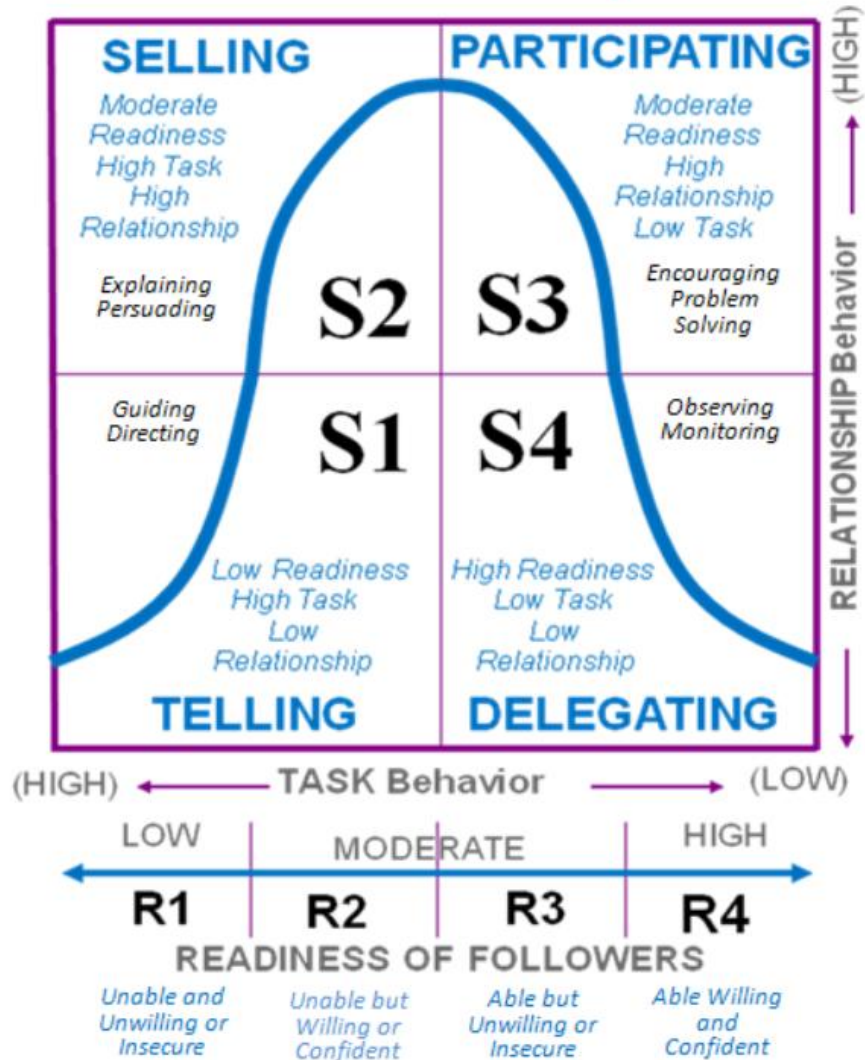 SELLING
Moderate
Readiness
High Task
High
Relationship
Explaining
Persuading
S2
PARTICIPATING
Moderate
Readiness
High
Relationship
Low Task
Encouraging
Problem
Solving
S3
Guiding
Directing
S1
Low Readiness
High Task
Low
Relationship
TELLING
Observing
Monitoring
S4
High Readiness
Low Task
Low
Relationship
DELEGATING
(HIGH)
RELATIONSHIP Behavior
(HIGH) TASK Behavior (LOW)
LOW MODERATE HIGH
R1 R2 R3 R4
READINESS OF FOLLOWERS
Unable and
Unwilling or
Insecure
Unable but
Willing or
Confident
Able but
Unwilling or
Insecure
Able Willing
and
Confident